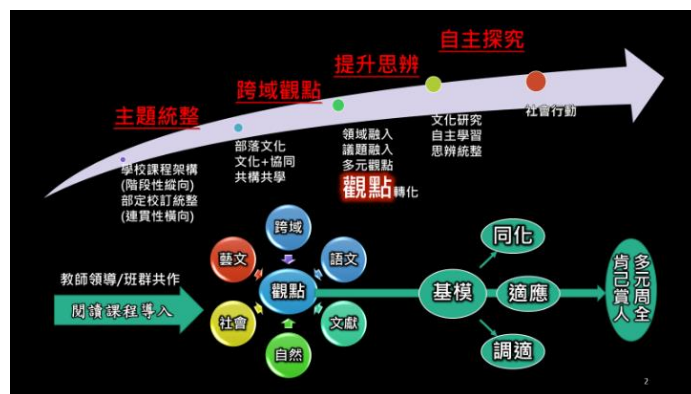 自主探究
提升思辨
跨域觀點
主題統整
學校課程架構
(階段性縱向)
部定校訂統整
(連貫性橫向)
部落文化
文化+協同
共構共學
領域融入
議題融入
多元觀點
觀點轉化
文化研究
自主學習
思辨統整
社會行動
教師領導/班群共作
閱讀課程導入
跨域
藝文
語文
觀點
社會
文獻
自然
基模
同化
適應
調適
多元周全
肯己賞人
2